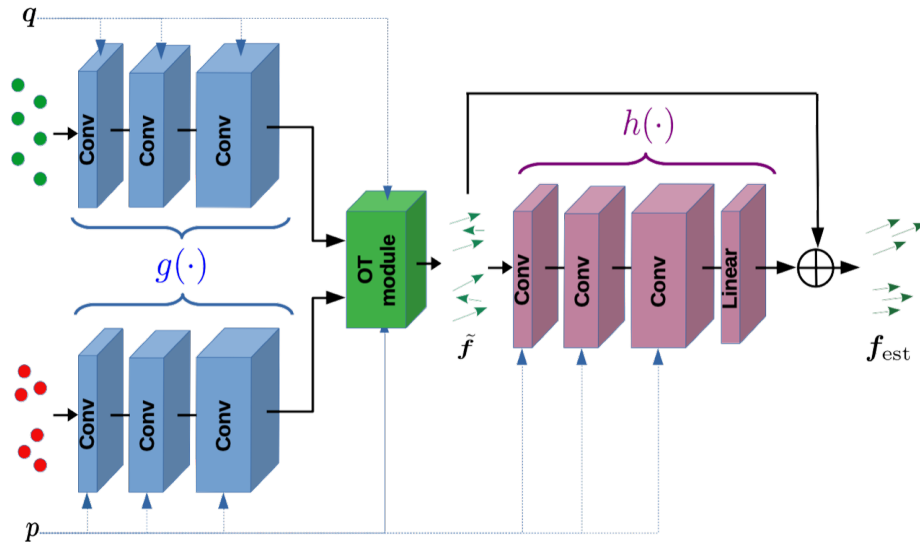 q
Conv
Conv
Conv
g(·)
Conv
Conv
Conv
p
OT
module
f̃
h(·)
Conv
Conv
Conv
Linear
f_est